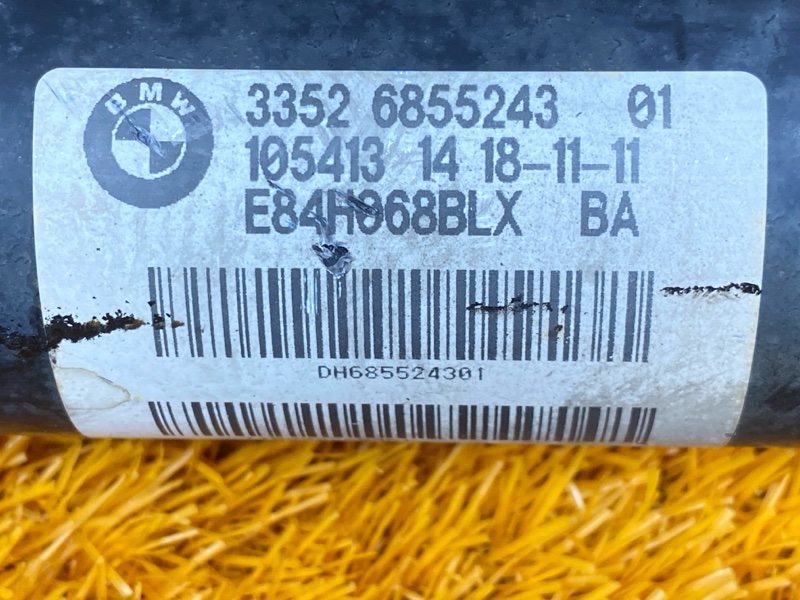 BMW
3352 6855243 01
105413 14 18-11-11
E84H068BLX BA
DH685524301